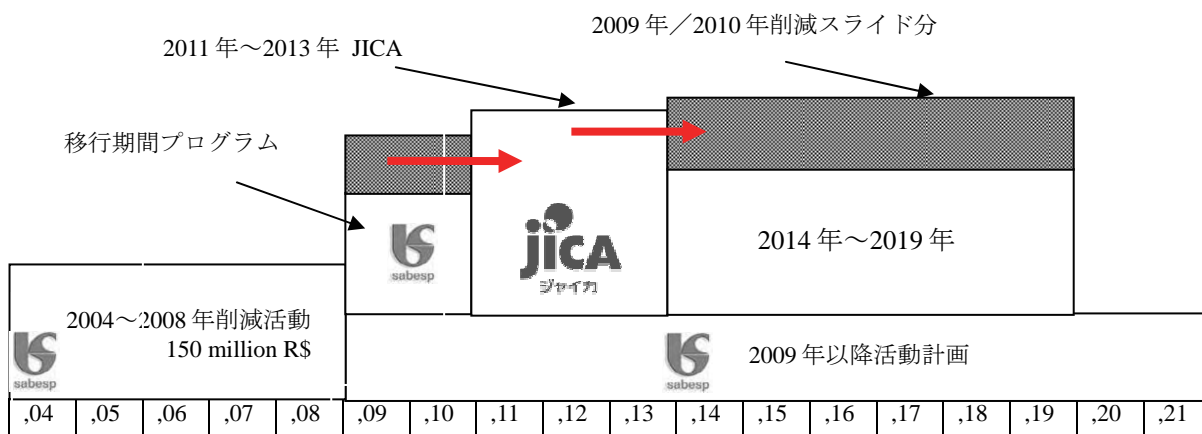 2009 年／2010 年削減スライド分
2011 年～2013 年 JICA
移行期間プログラム
sabesp
jICA
ジャイカ
2014 年～2019 年
2004～2008 年削減活動
150 million R$
sabesp
2009 年以降活動計画
sabesp
,04 ,05 ,06 ,07 ,08 ,09 ,10 ,11 ,12 ,13 ,14 ,15 ,16 ,17 ,18 ,19 ,20 ,21